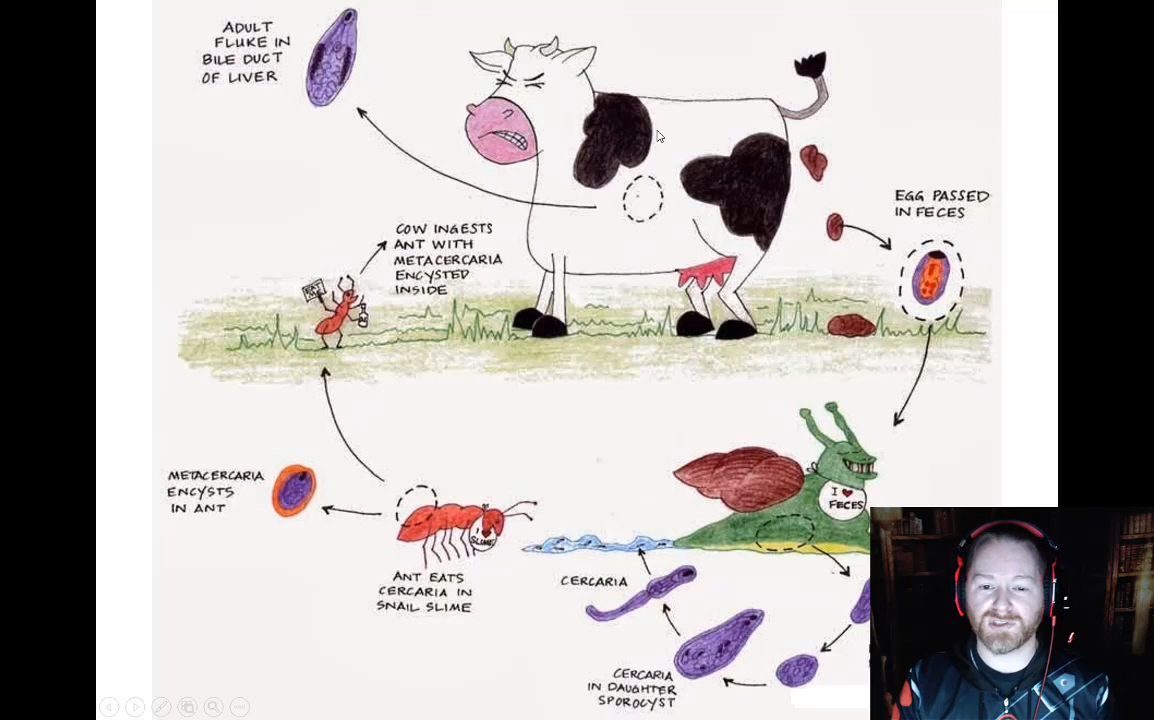 ADULT
FLUKE IN
BILE DUCT
OF LIVER
EGG PASSED
IN FECES
COW INGESTS
ANT WITH
METACERCARIA
ENCYSTED
INSIDE
EAT
ME
I ♥
FECES
METACERCARIA
ENCYSTS
IN ANT
I ♥
SLIME
ANT EATS
CERCARIA IN
SNAIL SLIME
CERCARIA
CERCARIA
IN DAUGHTER
SPOROCYST